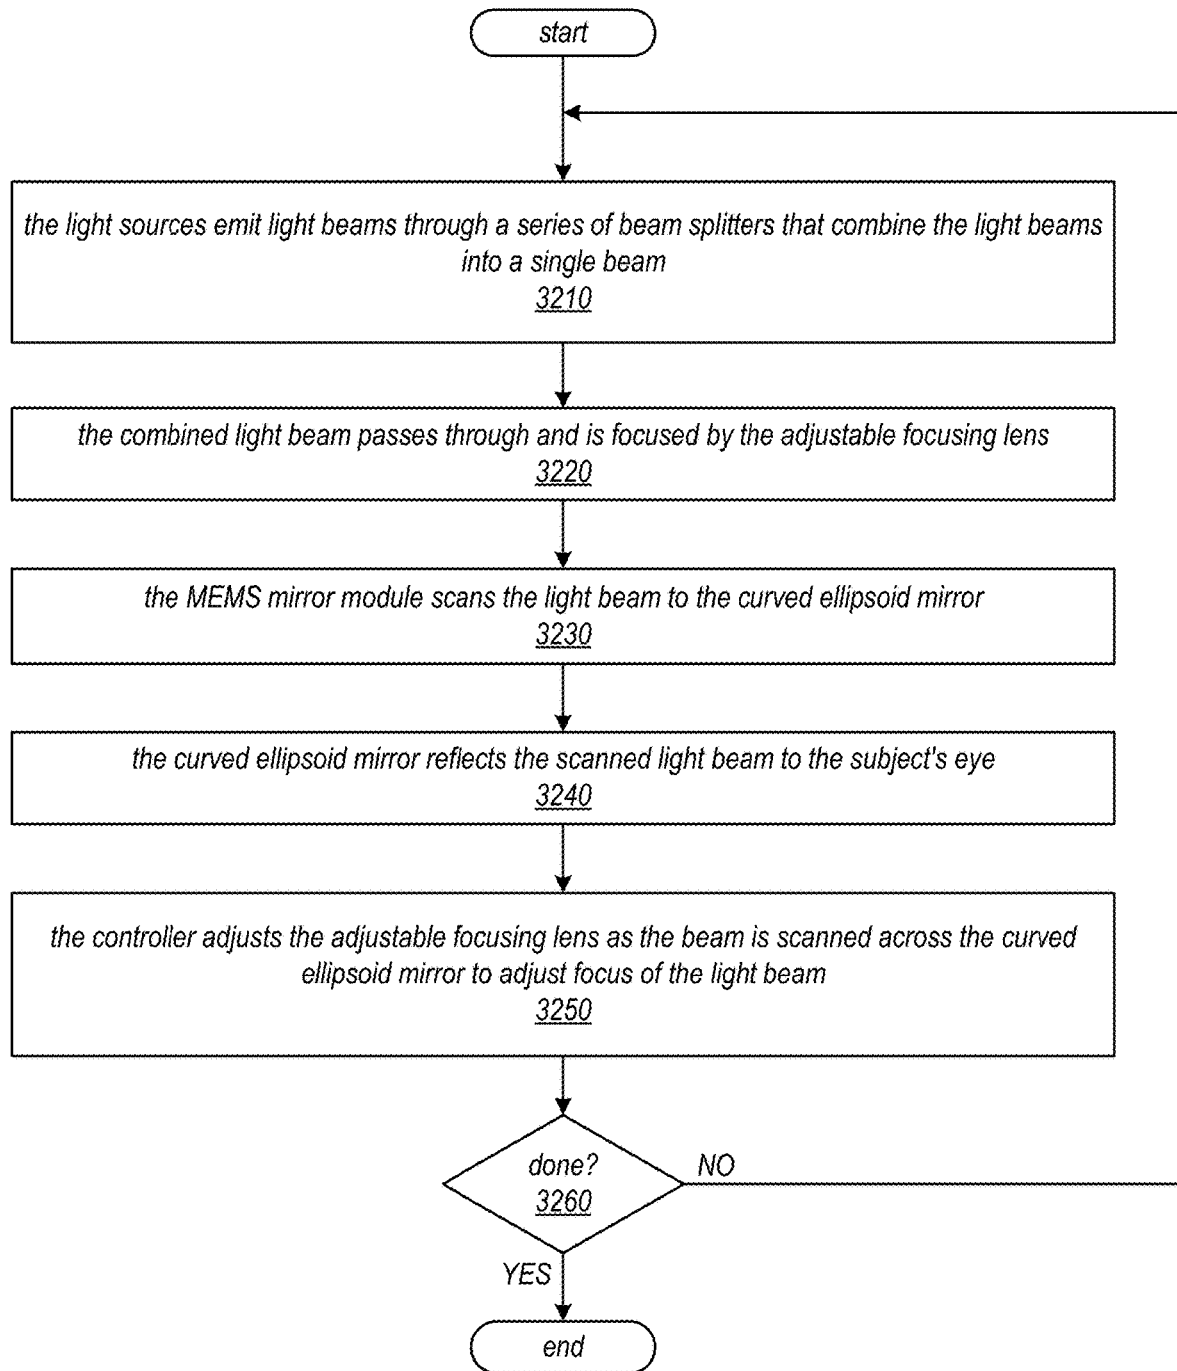 start
the light sources emit light beams through a series of beam splitters that combine the light beams
into a single beam
3210
the combined light beam passes through and is focused by the adjustable focusing lens
3220
the MEMS mirror module scans the light beam to the curved ellipsoid mirror
3230
the curved ellipsoid mirror reflects the scanned light beam to the subject's eye
3240
the controller adjusts the adjustable focusing lens as the beam is scanned across the curved
ellipsoid mirror to adjust focus of the light beam
3250
done?
3260
NO
YES
end